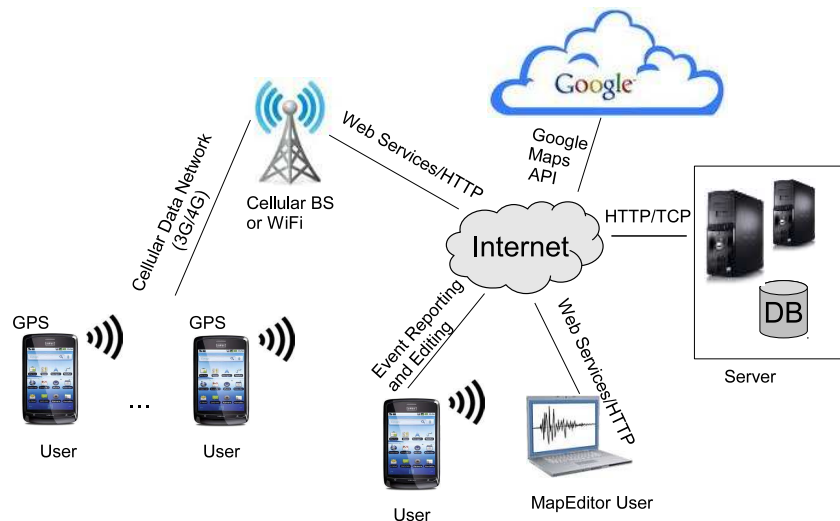 Google
Google
Maps
API
Web Services/HTTP
Cellular Data Network
(3G/4G)
Cellular BS
or WiFi
HTTP/TCP
Internet
DB
Server
GPS
GPS
...
User
User
Event Reporting
and Editing
Web Services/HTTP
User
MapEditor User